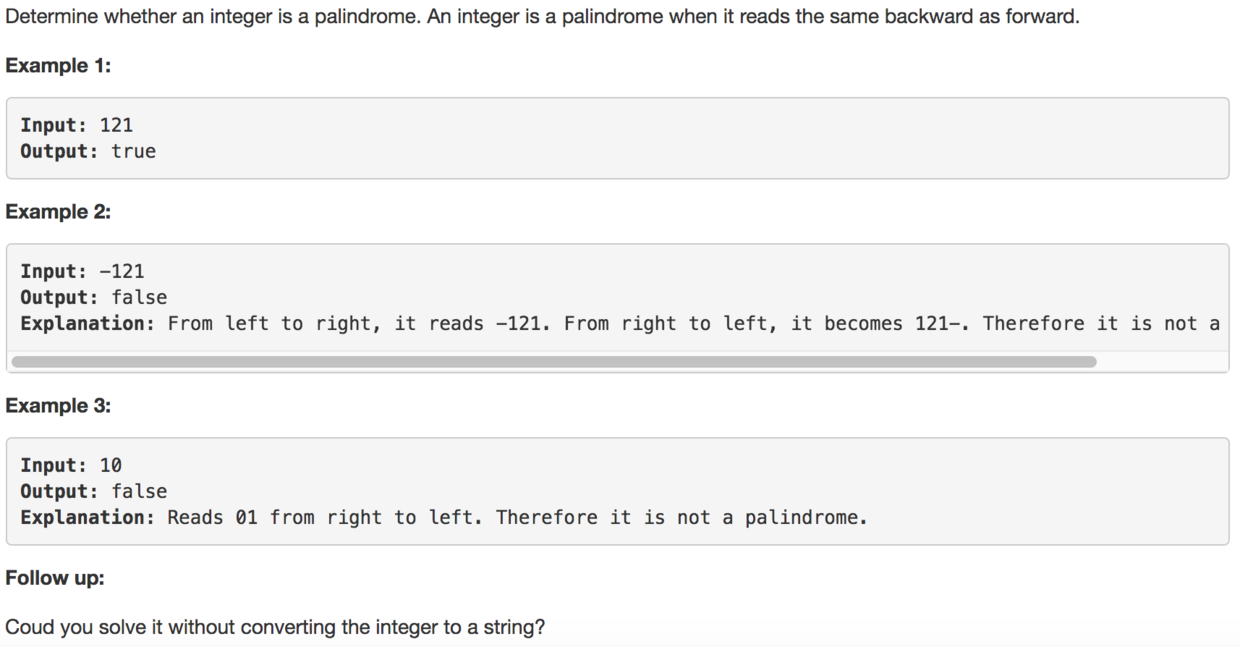 Determine whether an integer is a palindrome. An integer is a palindrome when it reads the same backward as forward.
Example 1:
Input: 121
Output: true
Example 2:
Input: -121
Output: false
Explanation: From left to right, it reads -121. From right to left, it becomes 121-. Therefore it is not a
Example 3:
Input: 10
Output: false
Explanation: Reads 01 from right to left. Therefore it is not a palindrome.
Follow up:
Coud you solve it without converting the integer to a string?